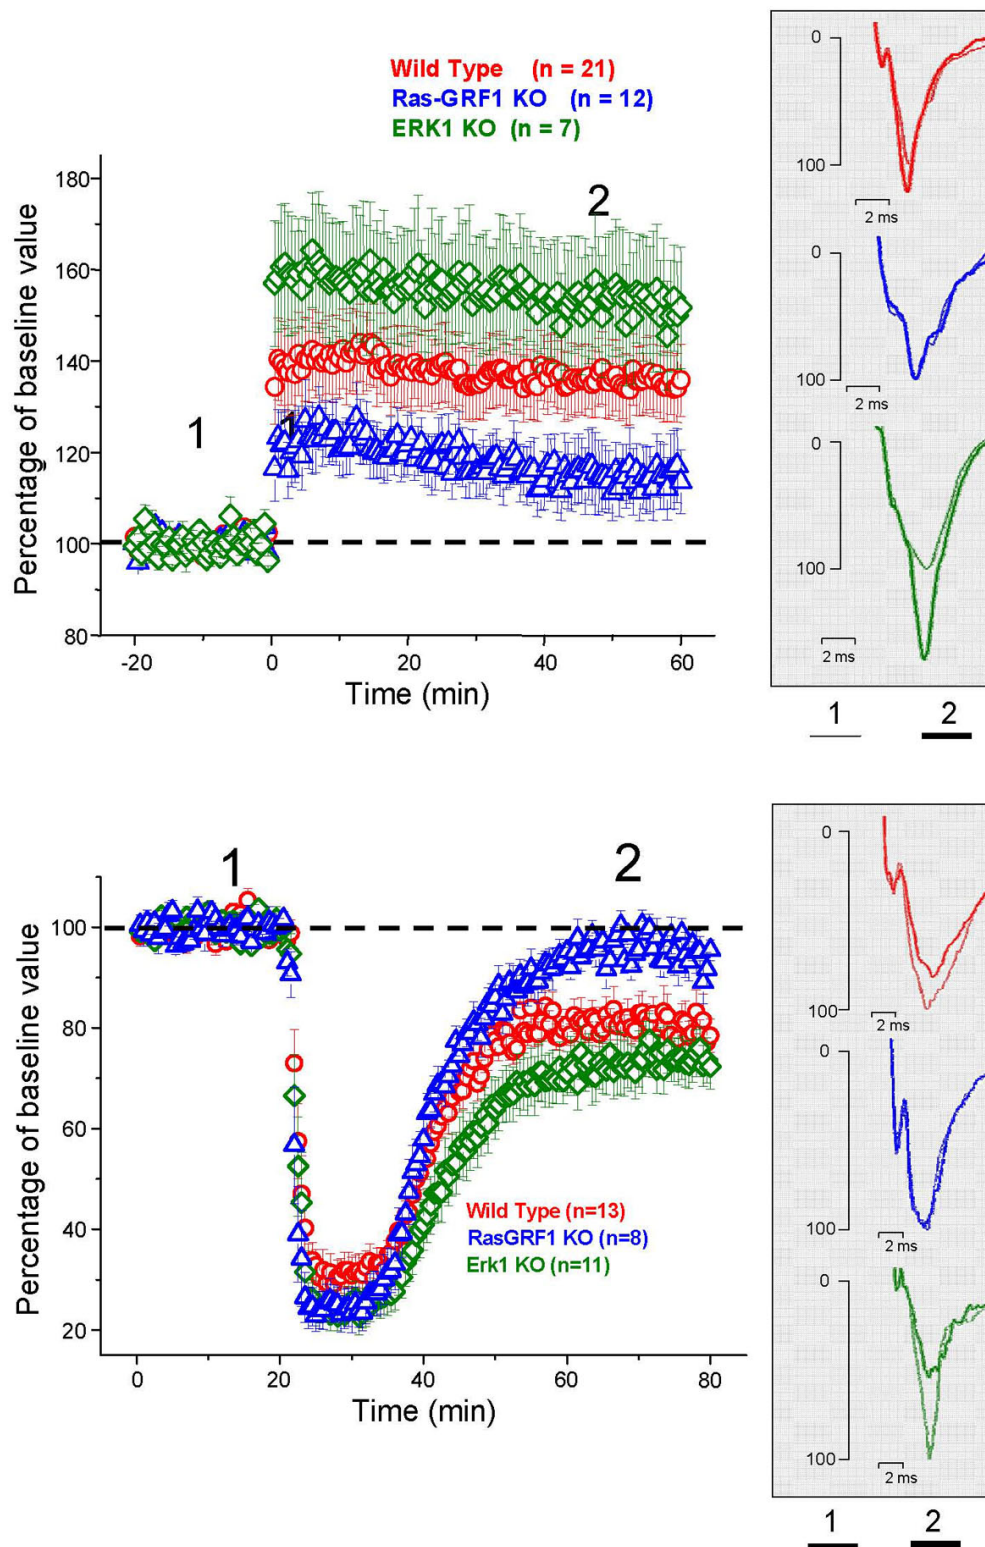 Wild Type (n = 21)
Ras-GRF1 KO (n = 12)
ERK1 KO (n = 7)
Percentage of baseline value
180
160
140
120
100
80
1
1
2
-20
0
20
40
60
Time (min)
0
100
2 ms
0
100
2 ms
0
100
2 ms
1
2
Percentage of baseline value
100
80
60
40
20
1
2
Wild Type (n=13)
RasGRF1 KO (n=8)
Erk1 KO (n=11)
0
20
40
60
80
Time (min)
0
100
2 ms
0
100
2 ms
0
100
2 ms
1
2